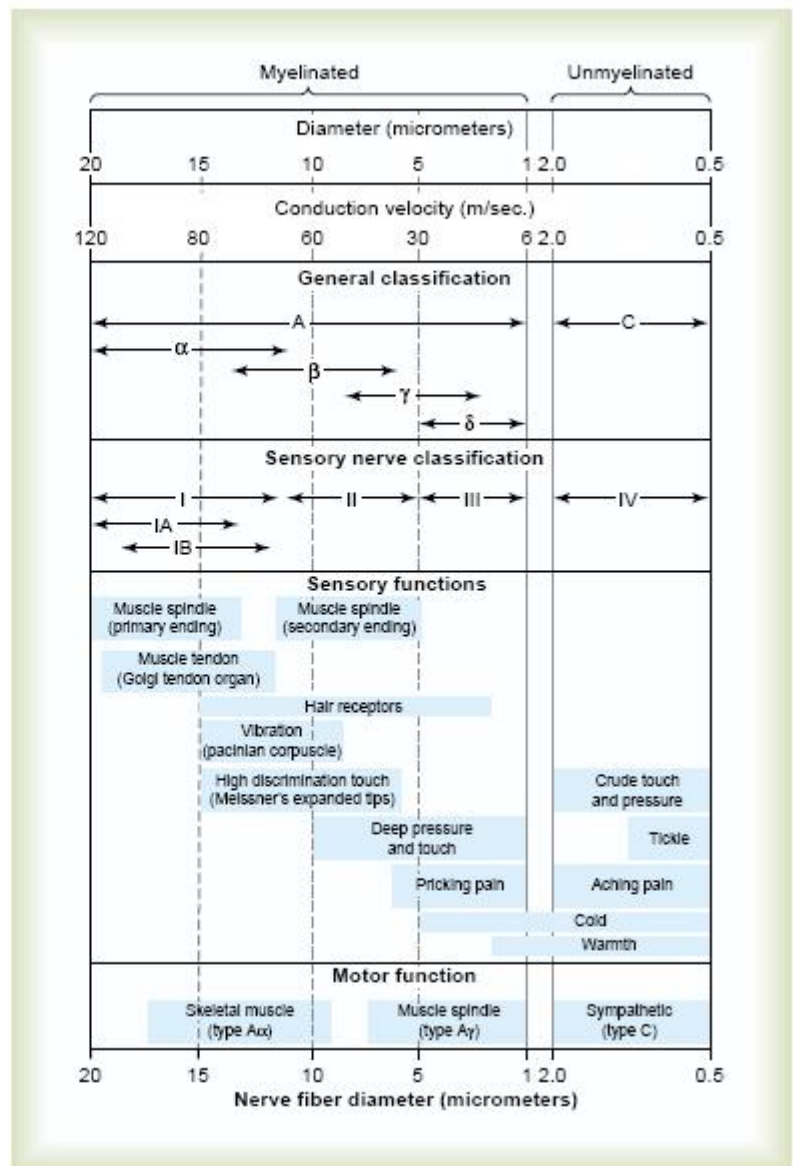 Myelinated Unmyelinated
Diameter (micrometers)
20 15 10 5 1 2.0 0.5
Conduction velocity (m/sec.)
120 80 60 30 6 2.0 0.5
General classification
A C
α
β
γ
δ
Sensory nerve classification
I II III IV
IA
IB
Sensory functions
Muscle spindle Muscle spindle
(primary ending) (secondary ending)
Muscle tendon
(Golgi tendon organ)
Hair receptors
Vibration
(pacinian corpuscle)
High discrimination touch Crude touch
(Meissner's expanded tips) and pressure
Deep pressure
and touch
Tickle
Pricking pain Aching pain
Cold
Warmth
Motor function
Skeletal muscle Muscle spindle Sympathetic
(type Aα) (type Aγ) (type C)
20 15 10 5 1 2.0 0.5
Nerve fiber diameter (micrometers)